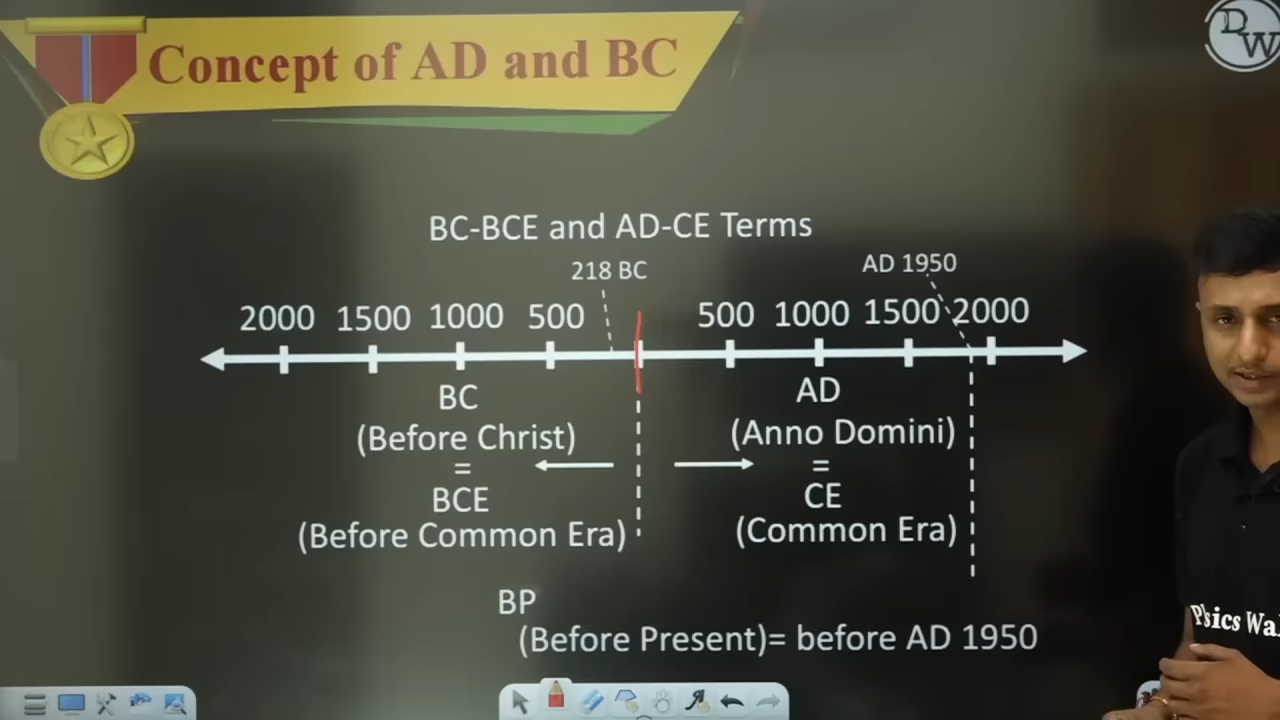 Concept of AD and BC
DW
BC-BCE and AD-CE Terms
218 BC
AD 1950
2000 1500 1000 500 500 1000 1500 2000
BC
(Before Christ)
=
BCE
(Before Common Era)
AD
(Anno Domini)
=
CE
(Common Era)
BP
(Before Present)= before AD 1950